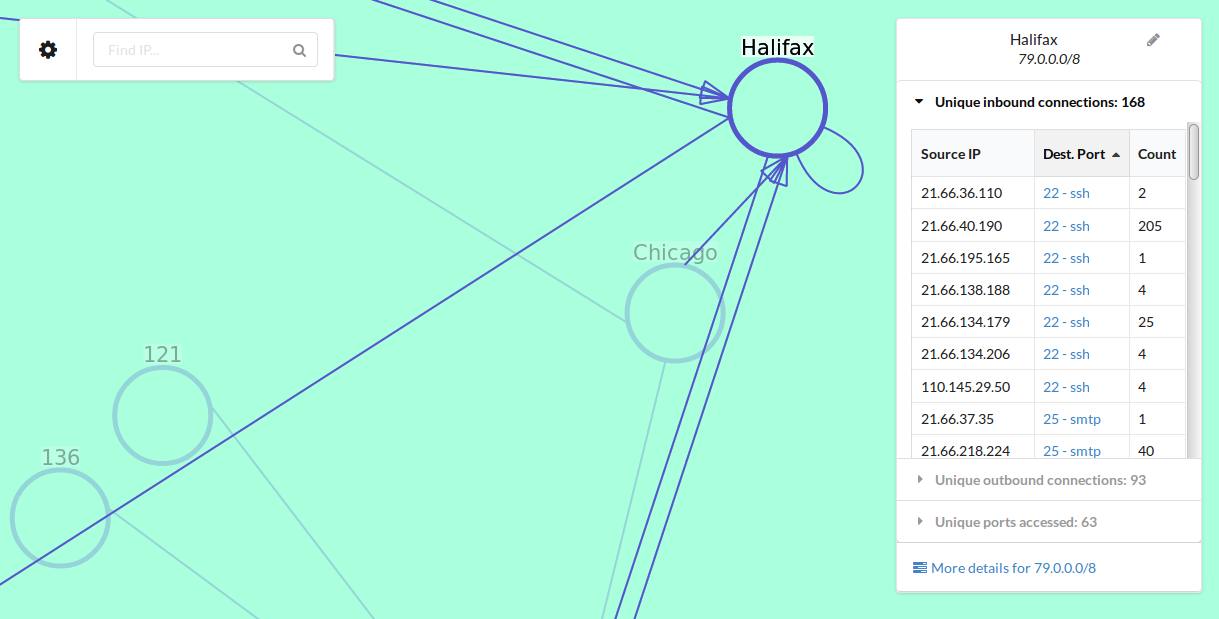 Find IP...
Halifax
Chicago
121
136
Halifax
79.0.0.0/8
Unique inbound connections: 168
Source IP Dest. Port Count
21.66.36.110 22 - ssh 2
21.66.40.190 22 - ssh 205
21.66.195.165 22 - ssh 1
21.66.138.188 22 - ssh 4
21.66.134.179 22 - ssh 25
21.66.134.206 22 - ssh 4
110.145.29.50 22 - ssh 4
21.66.37.35 25 - smtp 1
21.66.218.224 25 - smtp 40
Unique outbound connections: 93
Unique ports accessed: 63
More details for 79.0.0.0/8